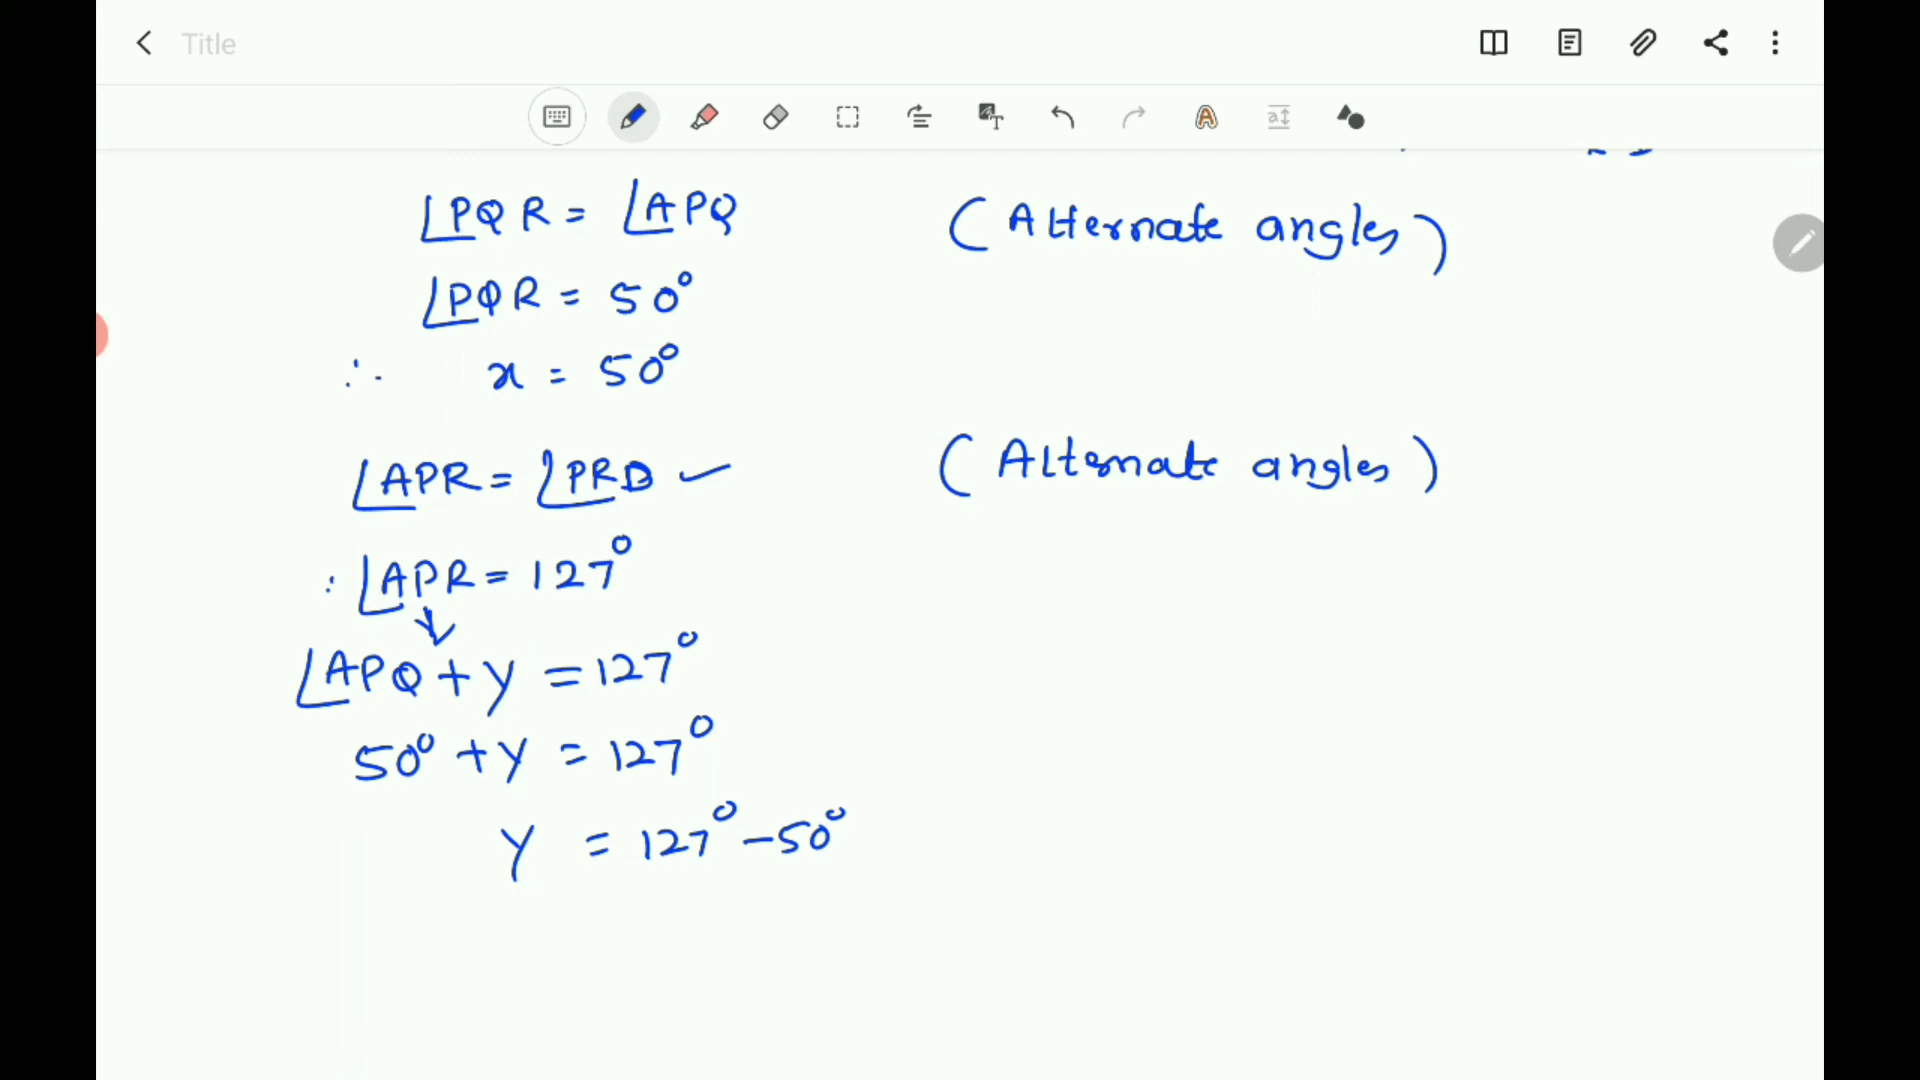 Title
∠PQR = ∠APQ (Alternate angles)
∠PQR = 50°
∴ x = 50°
∠APR = ∠PRD ✓ (Alternate angles)
: ∠APR = 127°
∠APQ + y = 127°
50° + y = 127°
y = 127° - 50°